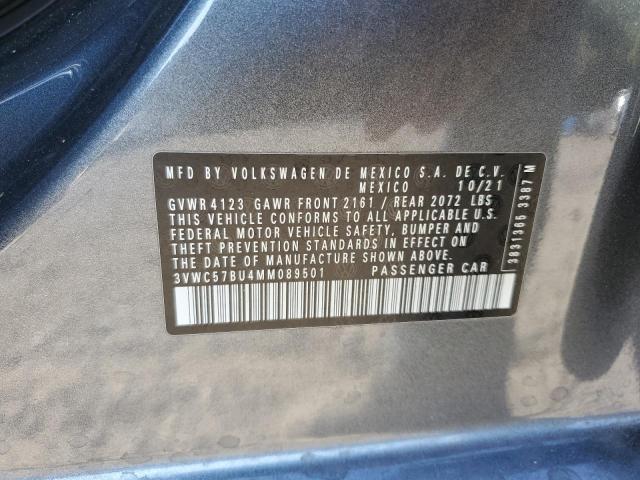 MFD BY VOLKSWAGEN DE MEXICO S.A. DE C.V.
MEXICO 10/21
GVWR 4123 GAWR FRONT 2161 / REAR 2072 LBS
THIS VEHICLE CONFORMS TO ALL APPLICABLE U.S.
FEDERAL MOTOR VEHICLE SAFETY, BUMPER AND
THEFT PREVENTION STANDARDS IN EFFECT ON
THE DATE OF MANUFACTURE SHOWN ABOVE.
3VWC57BU4MM089501 PASSENGER CAR
3831365 3387 M